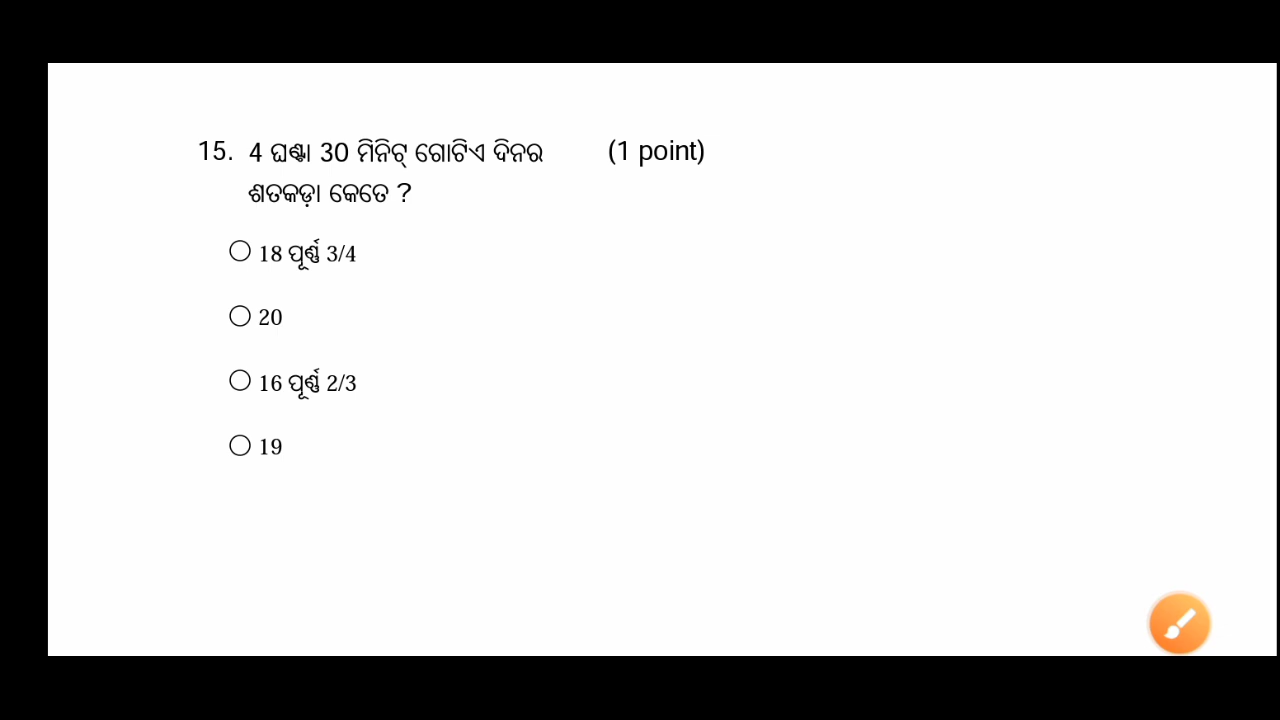 15. 4 ଘଣ୍ଟା 30 ମିନିଟ୍ ଗୋଟିଏ ଦିନର (1 point)
ଶତକଡ଼ା କେତେ ?
18 ପୂର୍ଣ୍ଣ 3/4
20
16 ପୂର୍ଣ୍ଣ 2/3
19